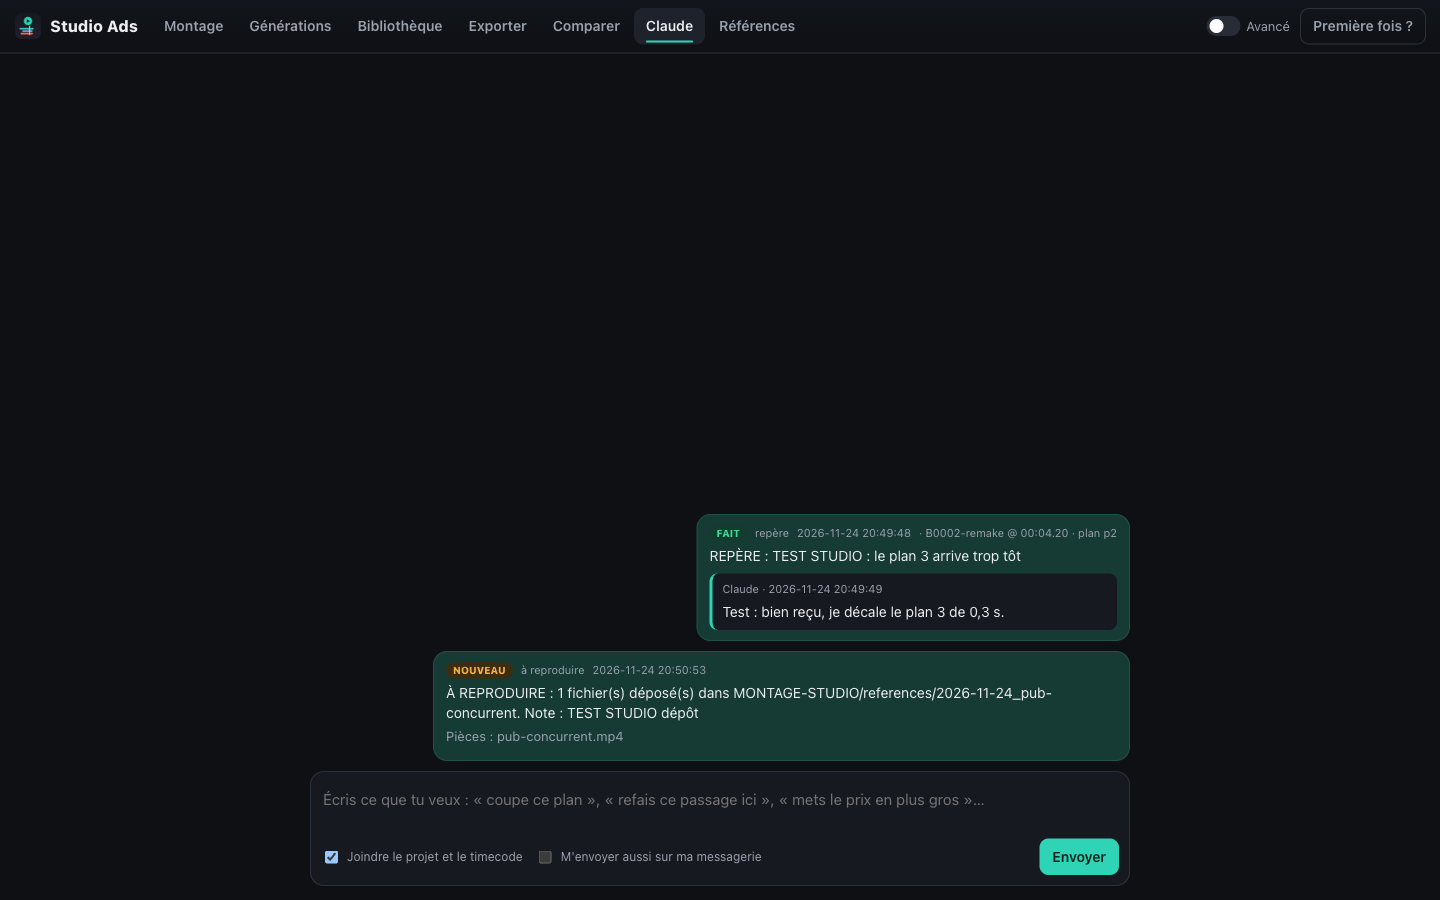 Studio Ads Montage Générations Bibliothèque Exporter Comparer Claude Références Avancé Première fois ?
FAIT repère 2026-11-24 20:49:48 · B0002-remake @ 00:04.20 · plan p2
REPÈRE : TEST STUDIO : le plan 3 arrive trop tôt
Claude · 2026-11-24 20:49:49
Test : bien reçu, je décale le plan 3 de 0,3 s.
NOUVEAU à reproduire 2026-11-24 20:50:53
À REPRODUIRE : 1 fichier(s) déposé(s) dans MONTAGE-STUDIO/references/2026-11-24_pub-
concurrent. Note : TEST STUDIO dépôt
Pièces : pub-concurrent.mp4
Écris ce que tu veux : « coupe ce plan », « refais ce passage ici », « mets le prix en plus gros »…
Joindre le projet et le timecode M'envoyer aussi sur ma messagerie Envoyer